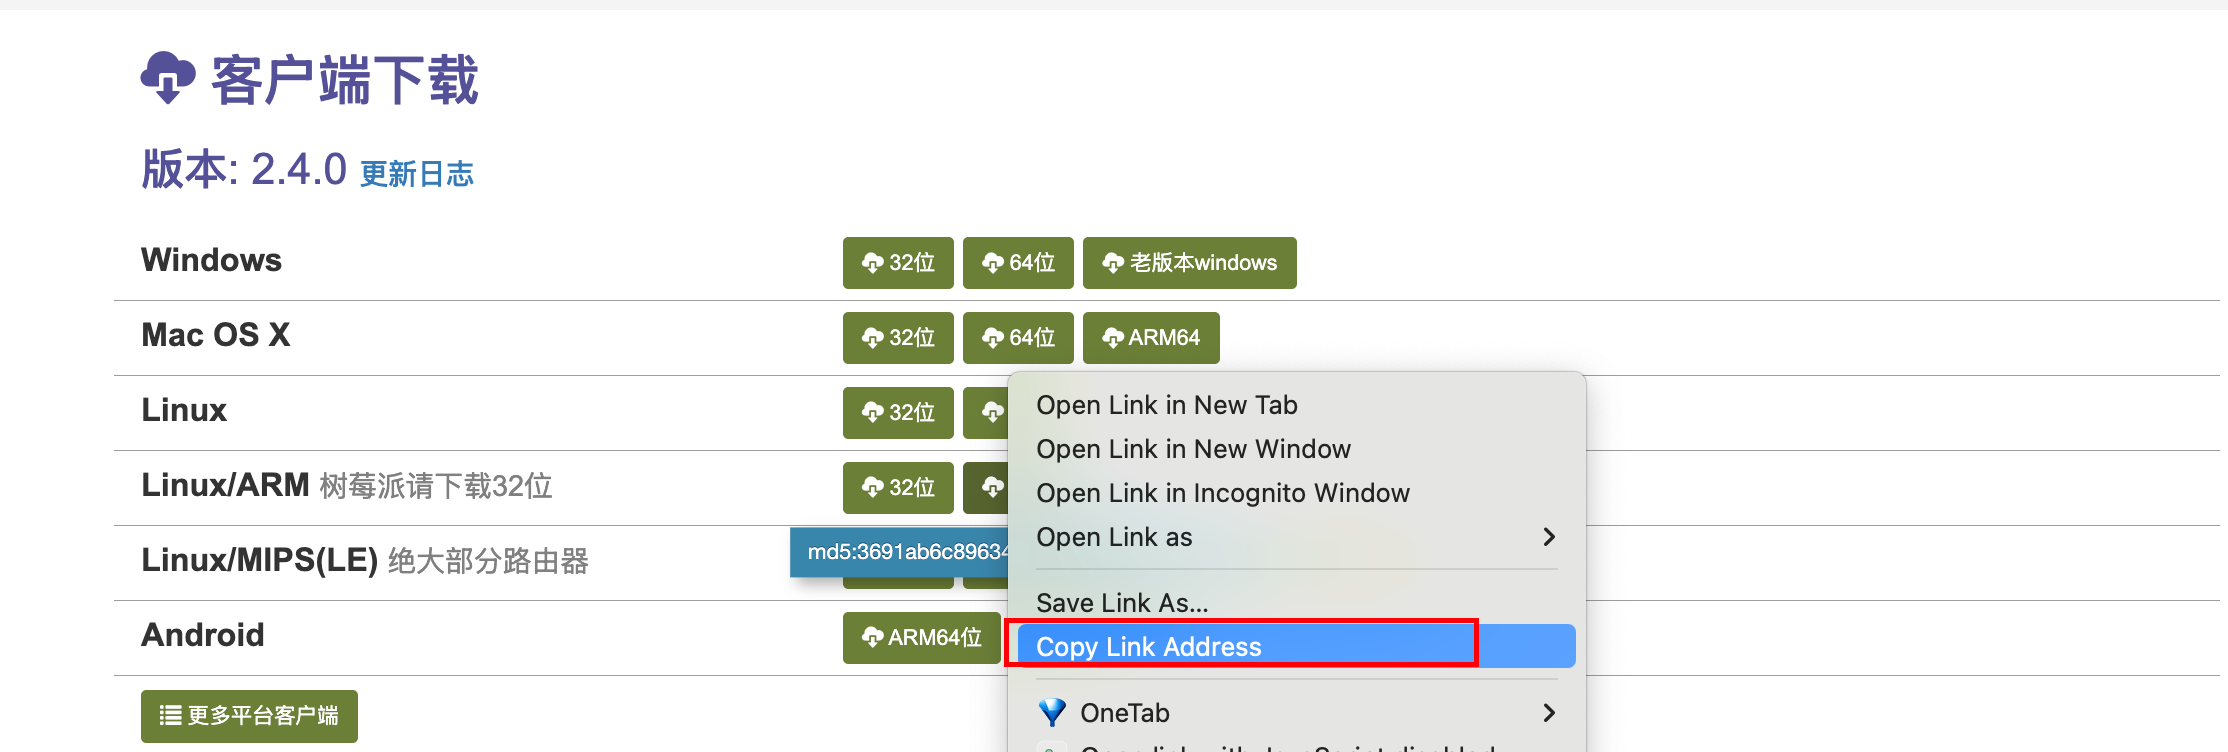 客户端下载
版本: 2.4.0 更新日志
Windows 32位 64位 老版本windows
Mac OS X 32位 64位 ARM64
Linux 32位
Linux/ARM 树莓派请下载32位 32位
Linux/MIPS(LE) 绝大部分路由器
md5:3691ab6c89634
Android ARM64位
更多平台客户端
Open Link in New Tab
Open Link in New Window
Open Link in Incognito Window
Open Link as
Save Link As...
Copy Link Address
OneTab